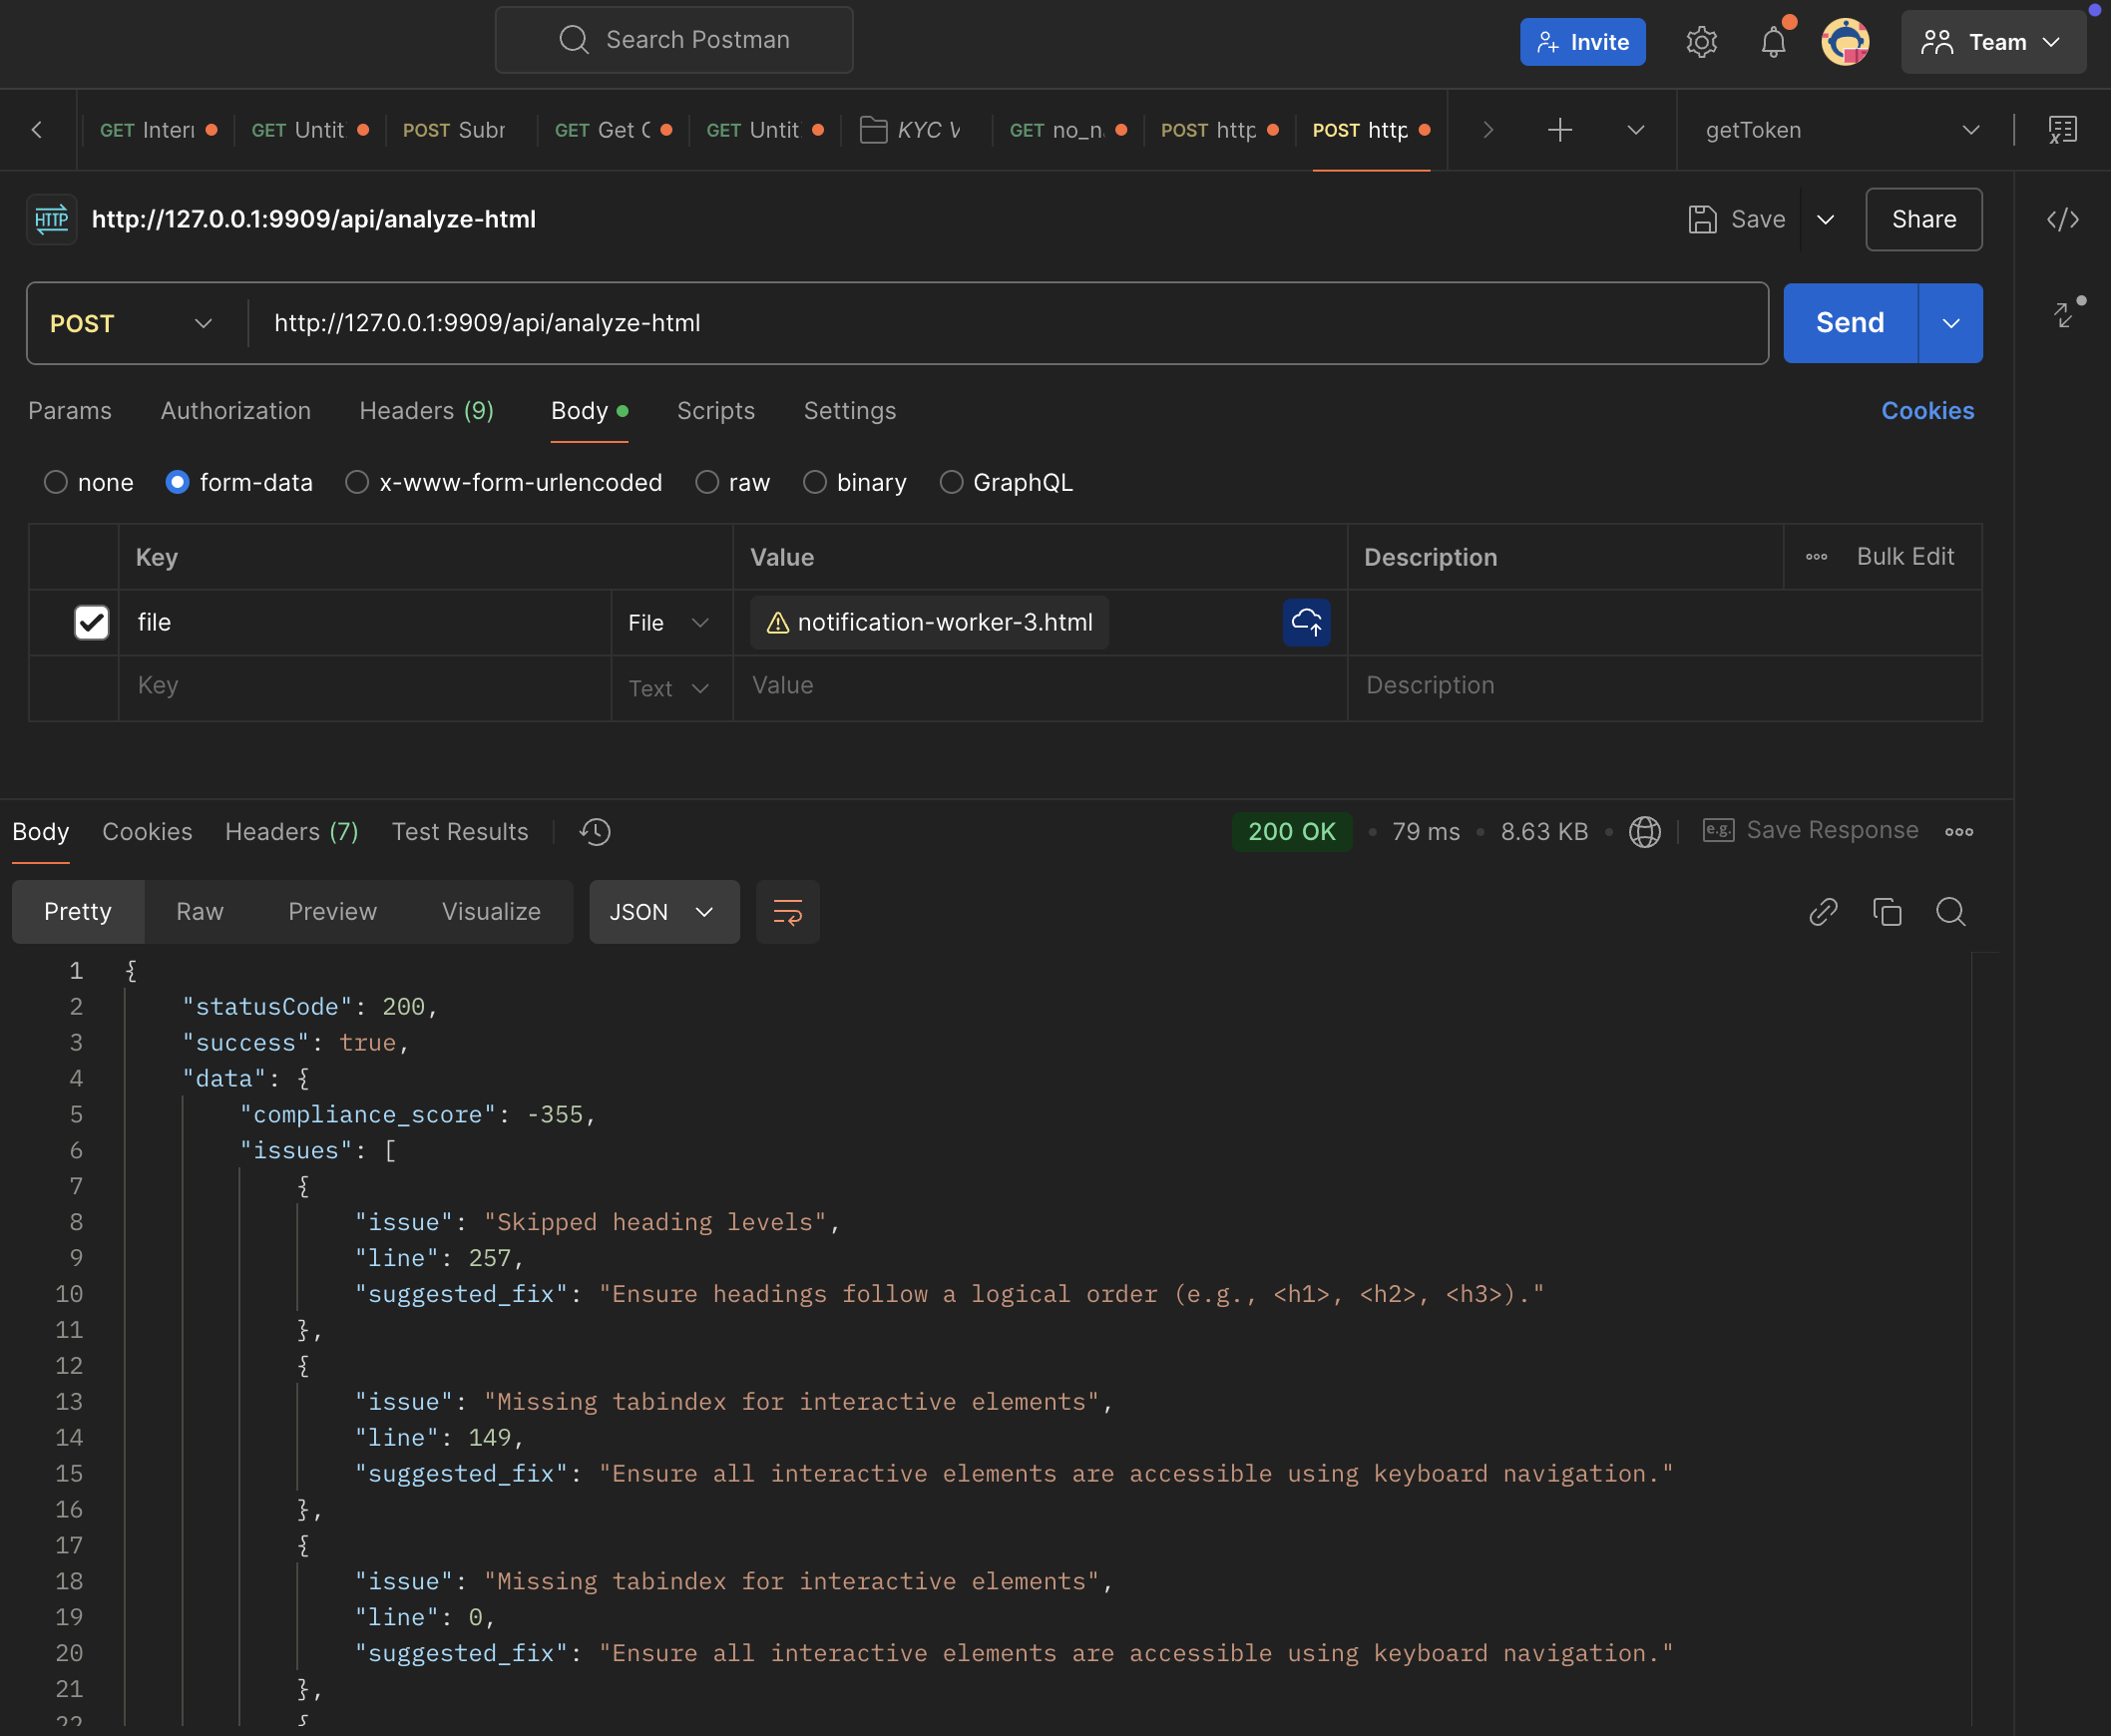 Search Postman
Invite
Team
GET Intern
GET Untit
POST Subr
GET Get C
GET Untit
KYC V
GET no_n
POST http
POST http
getToken
HTTP
http://127.0.0.1:9909/api/analyze-html
Save
Share
POST
http://127.0.0.1:9909/api/analyze-html
Send
Params
Authorization
Headers (9)
Body
Scripts
Settings
Cookies
none
form-data
x-www-form-urlencoded
raw
binary
GraphQL
Key
Value
Description
Bulk Edit
file
File
notification-worker-3.html
Key
Text
Value
Description
Body
Cookies
Headers (7)
Test Results
200 OK
79 ms
8.63 KB
e.g.
Save Response
Pretty
Raw
Preview
Visualize
JSON
1 {
2 "statusCode": 200,
3 "success": true,
4 "data": {
5 "compliance_score": -355,
6 "issues": [
7 {
8 "issue": "Skipped heading levels",
9 "line": 257,
10 "suggested_fix": "Ensure headings follow a logical order (e.g., <h1>, <h2>, <h3>)."
11 },
12 {
13 "issue": "Missing tabindex for interactive elements",
14 "line": 149,
15 "suggested_fix": "Ensure all interactive elements are accessible using keyboard navigation."
16 },
17 {
18 "issue": "Missing tabindex for interactive elements",
19 "line": 0,
20 "suggested_fix": "Ensure all interactive elements are accessible using keyboard navigation."
21 },
22 {